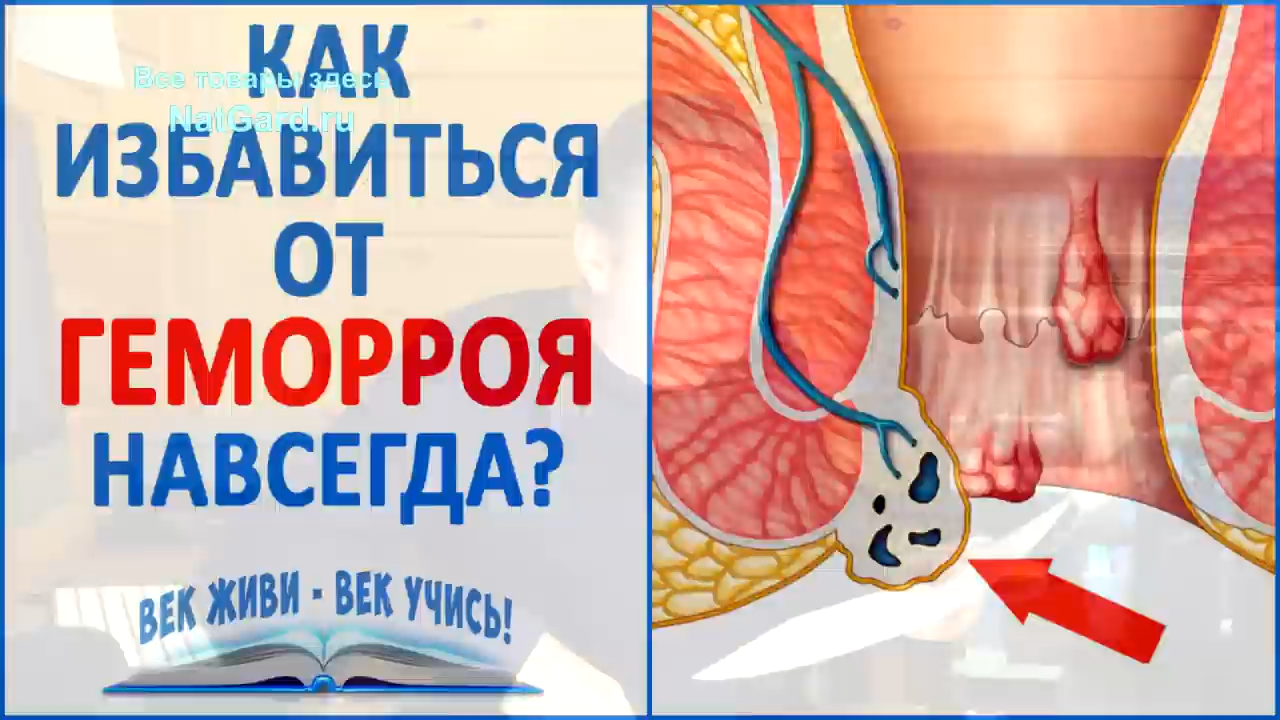 КАК
Все товары здесь
NatGard.ru
ИЗБАВИТЬСЯ
ОТ
ГЕМОРРОЯ
НАВСЕГДА?
ВЕК ЖИВИ - ВЕК УЧИСЬ!